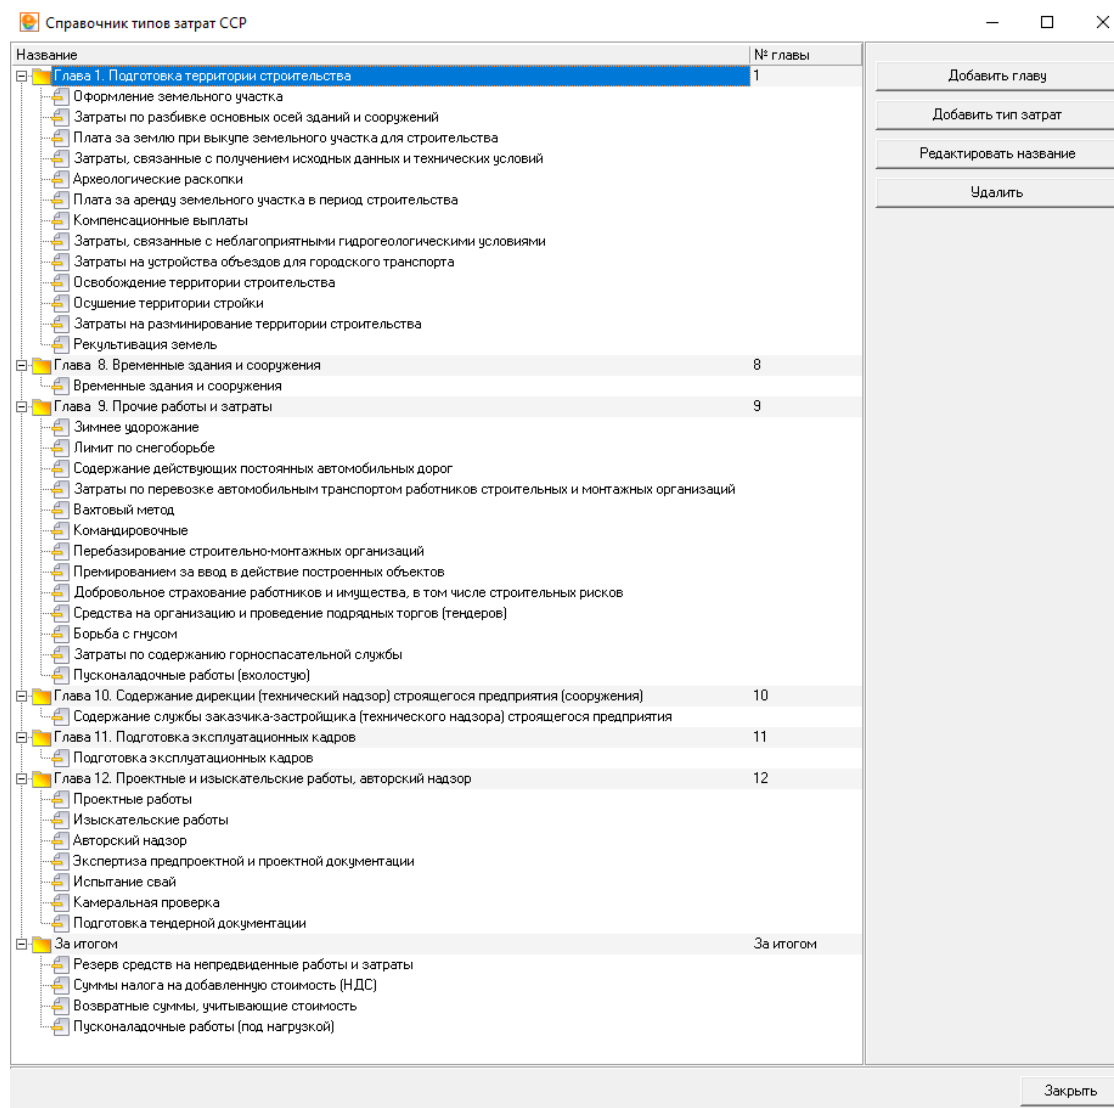 Справочник типов затрат ССР
Название № главы
Глава 1. Подготовка территории строительства 1
Добавить главу
Оформление земельного участка
Затраты по разбивке основных осей зданий и сооружений
Добавить тип затрат
Плата за землю при выкупе земельного участка для строительства
Затраты, связанные с получением исходных данных и технических условий
Редактировать название
Археологические раскопки
Удалить
Плата за аренду земельного участка в период строительства
Компенсационные выплаты
Затраты, связанные с неблагоприятными гидрогеологическими условиями
Затраты на устройства объездов для городского транспорта
Освобождение территории строительства
Осушение территории стройки
Затраты на разминирование территории строительства
Рекультивация земель
Глава  8. Временные здания и сооружения 8
Временные здания и сооружения
Глава  9. Прочие работы и затраты 9
Зимнее удорожание
Лимит по снегоборьбе
Содержание действующих постоянных автомобильных дорог
Затраты по перевозке автомобильным транспортом работников строительных и монтажных организаций
Вахтовый метод
Командировочные
Перебазирование строительно-монтажных организаций
Премированием за ввод в действие построенных объектов
Добровольное страхование работников и имущества, в том числе строительных рисков
Средства на организацию и проведение подрядных торгов (тендеров)
Борьба с гнусом
Затраты по содержанию горноспасательной службы
Пусконаладочные работы (вхолостую)
Глава 10. Содержание дирекции (технический надзор) строящегося предприятия (сооружения) 10
Содержание службы заказчика-застройщика (технического надзора) строящегося предприятия
Глава 11. Подготовка эксплуатационных кадров 11
Подготовка эксплуатационных кадров
Глава 12. Проектные и изыскательские работы, авторский надзор 12
Проектные работы
Изыскательские работы
Авторский надзор
Экспертиза предпроектной и проектной документации
Испытание свай
Камеральная проверка
Подготовка тендерной документации
За итогом За итогом
Резерв средств на непредвиденные работы и затраты
Суммы налога на добавленную стоимость (НДС)
Возвратные суммы, учитывающие стоимость
Пусконаладочные работы (под нагрузкой)
Закрыть